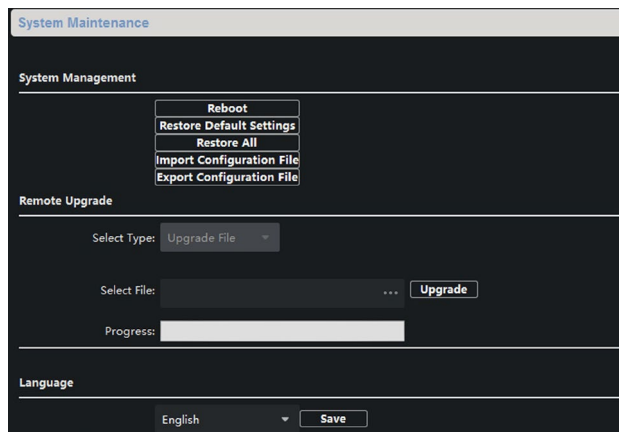 System Maintenance
System Management
Reboot
Restore Default Settings
Restore All
Import Configuration File
Export Configuration File
Remote Upgrade
Select Type: Upgrade File
Select File: ... Upgrade
Progress:
Language
English Save